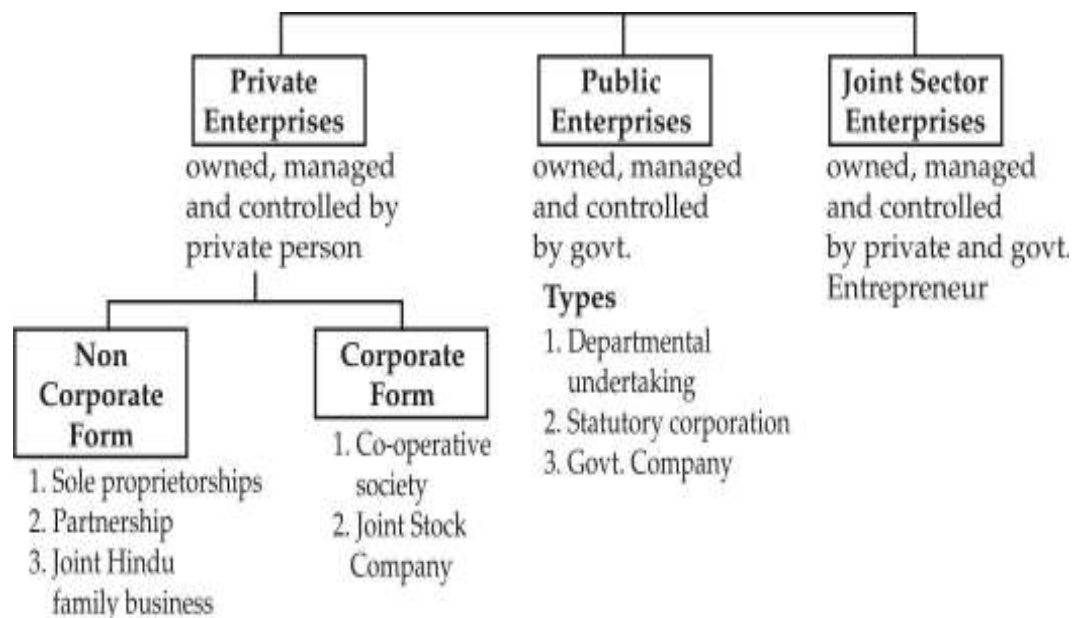 Private
Enterprises
owned, managed
and controlled by
private person
Non
Corporate
Form
1. Sole proprietorships
2. Partnership
3. Joint Hindu
family business
Corporate
Form
1. Co-operative
society
2. Joint Stock
Company
Public
Enterprises
owned, managed
and controlled
by govt.
Types
1. Departmental
undertaking
2. Statutory corporation
3. Govt. Company
Joint Sector
Enterprises
owned, managed
and controlled
by private and govt.
Entrepreneur